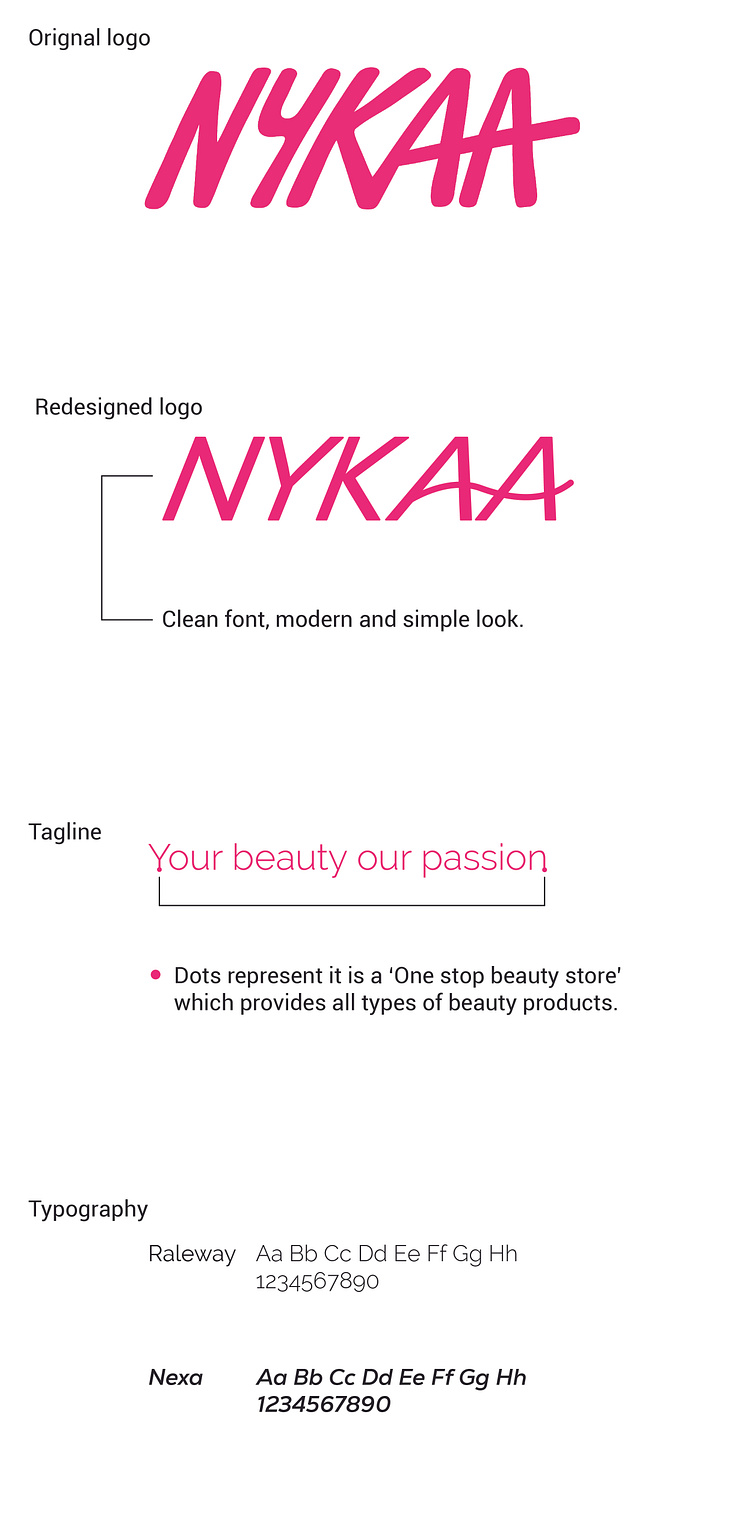 Orignal logo
NYKAA
Redesigned logo
NYKAA
Clean font, modern and simple look.
Tagline
Your beauty our passion
Dots represent it is a ‘One stop beauty store’
which provides all types of beauty products.
Typography
Raleway Aa Bb Cc Dd Ee Ff Gg Hh
1234567890
Nexa Aa Bb Cc Dd Ee Ff Gg Hh
1234567890